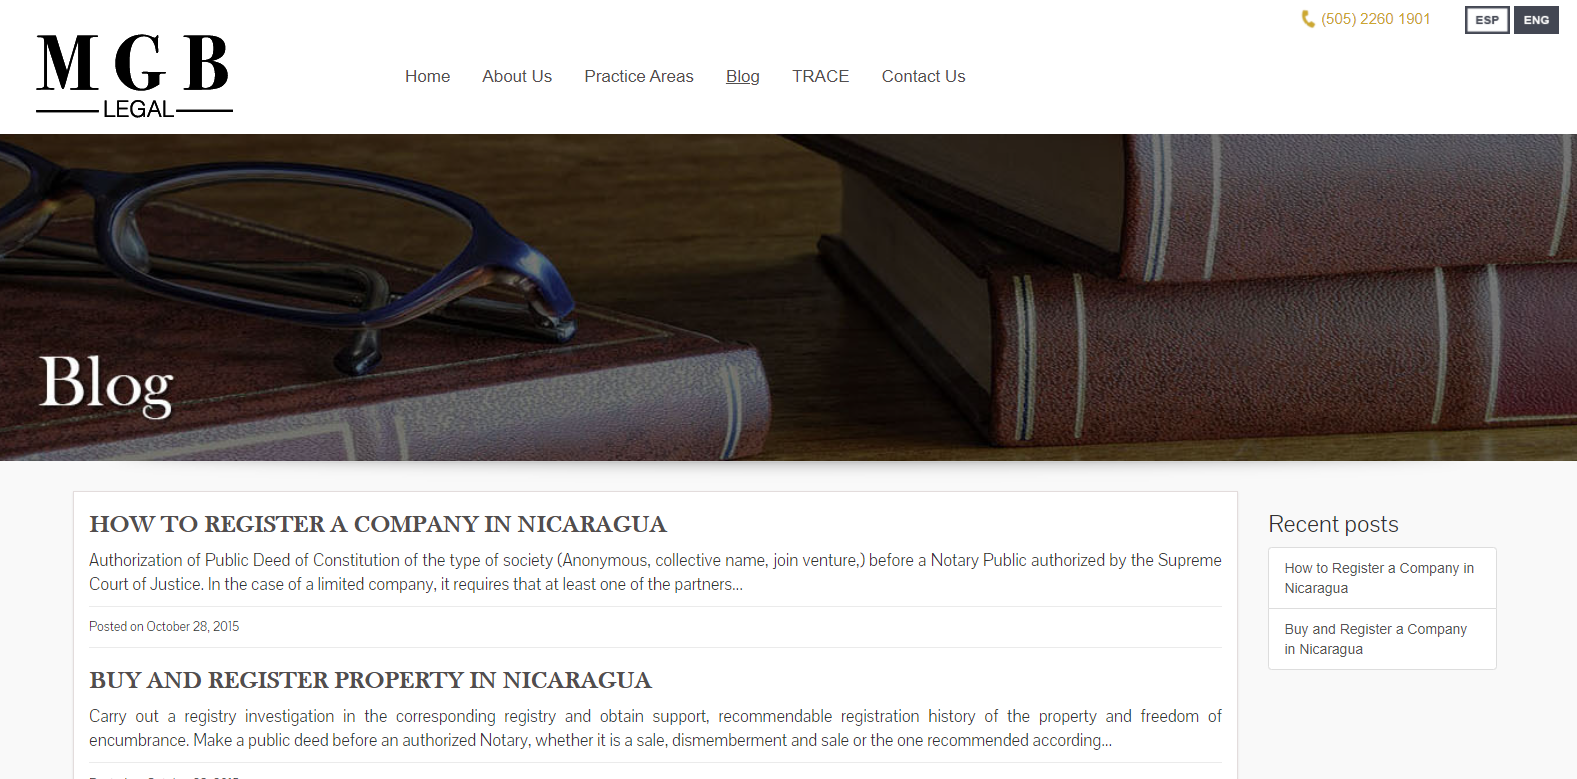 (505) 2260 1901
ESP ENG
M G B
LEGAL
Home About Us Practice Areas Blog TRACE Contact Us
Blog
HOW TO REGISTER A COMPANY IN NICARAGUA
Authorization of Public Deed of Constitution of the type of society (Anonymous, collective name, join venture,) before a Notary Public authorized by the Supreme
Court of Justice. In the case of a limited company, it requires that at least one of the partners...
Posted on October 28, 2015
BUY AND REGISTER PROPERTY IN NICARAGUA
Carry out a registry investigation in the corresponding registry and obtain support, recommendable registration history of the property and freedom of
encumbrance. Make a public deed before an authorized Notary, whether it is a sale, dismemberment and sale or the one recommended according...
Recent posts
How to Register a Company in
Nicaragua
Buy and Register a Company
in Nicaragua